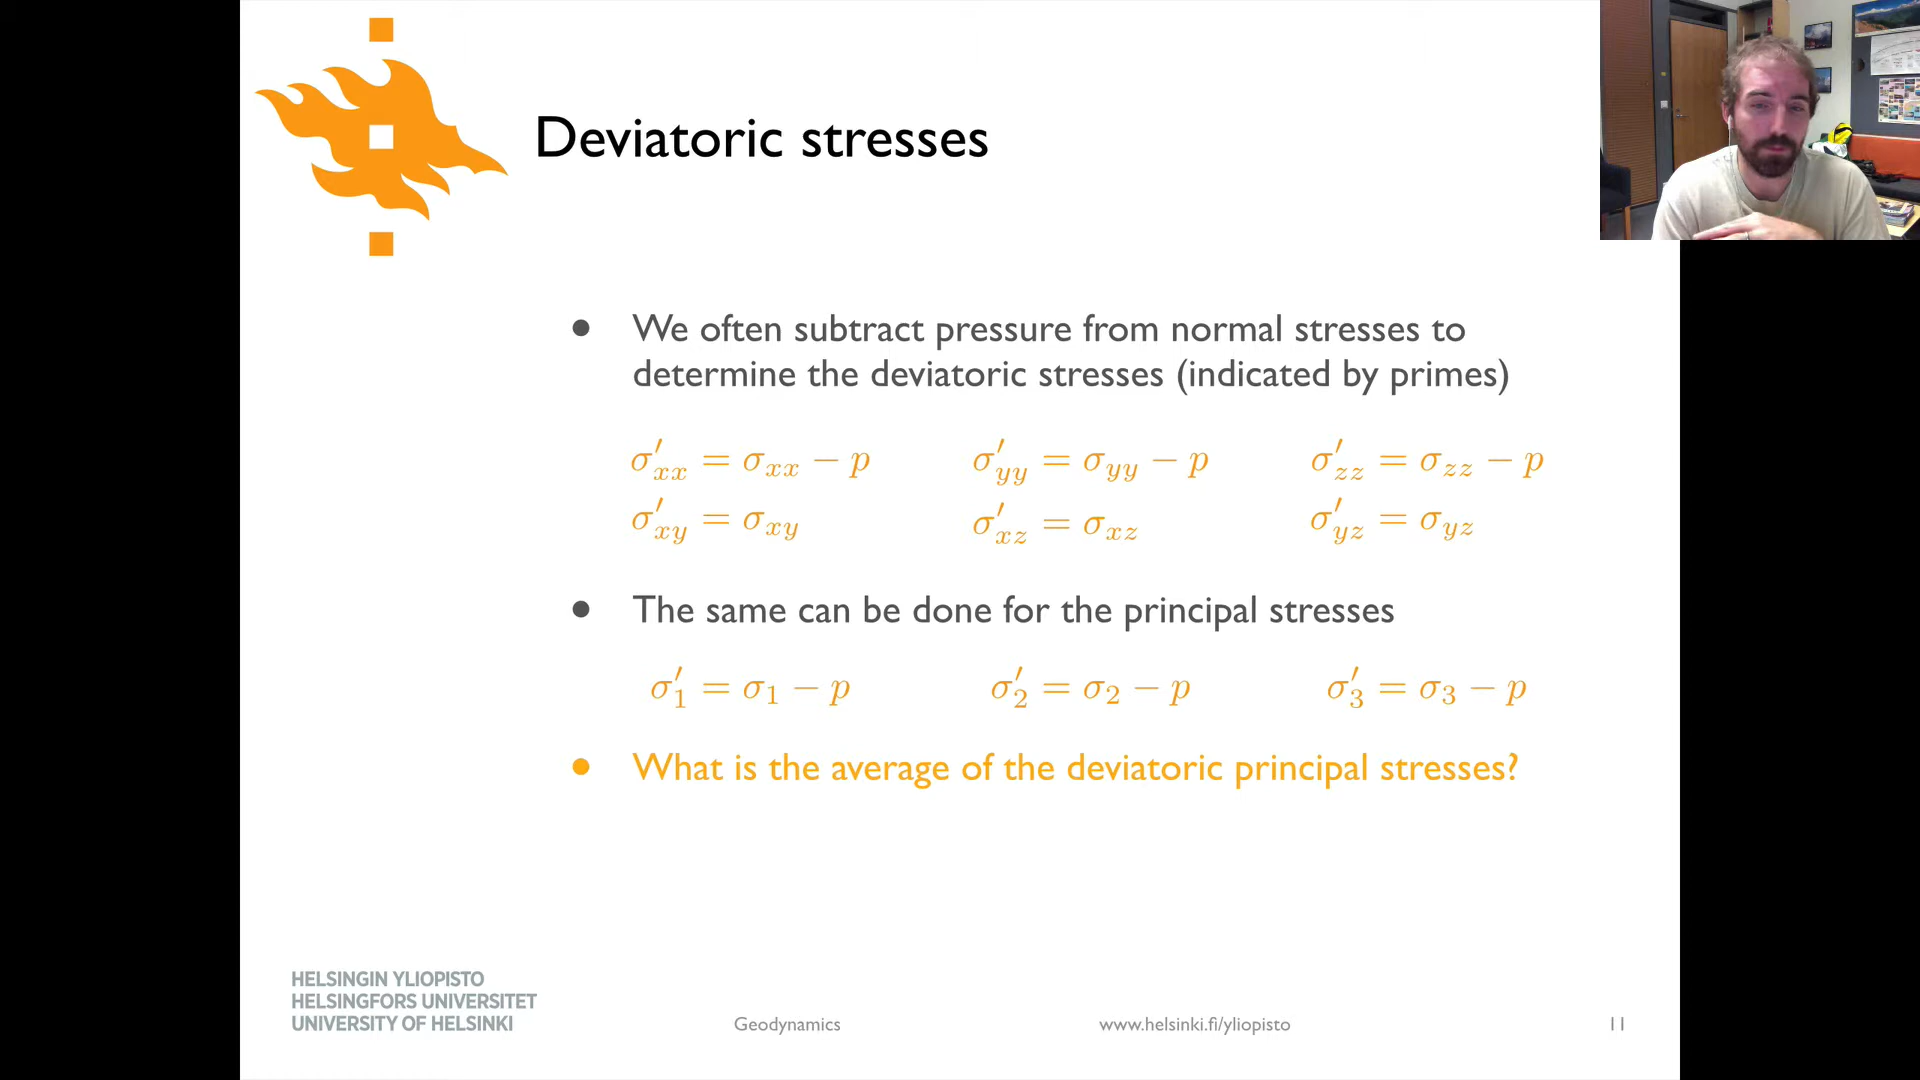 Deviatoric stresses
• We often subtract pressure from normal stresses to
determine the deviatoric stresses (indicated by primes)
σ′xx = σxx − p σ′yy = σyy − p σ′zz = σzz − p
σ′xy = σxy σ′xz = σxz σ′yz = σyz
• The same can be done for the principal stresses
σ′1 = σ1 − p σ′2 = σ2 − p σ′3 = σ3 − p
• What is the average of the deviatoric principal stresses?
HELSINGIN YLIOPISTO
HELSINGFORS UNIVERSITET
UNIVERSITY OF HELSINKI
Geodynamics
www.helsinki.fi/yliopisto
11